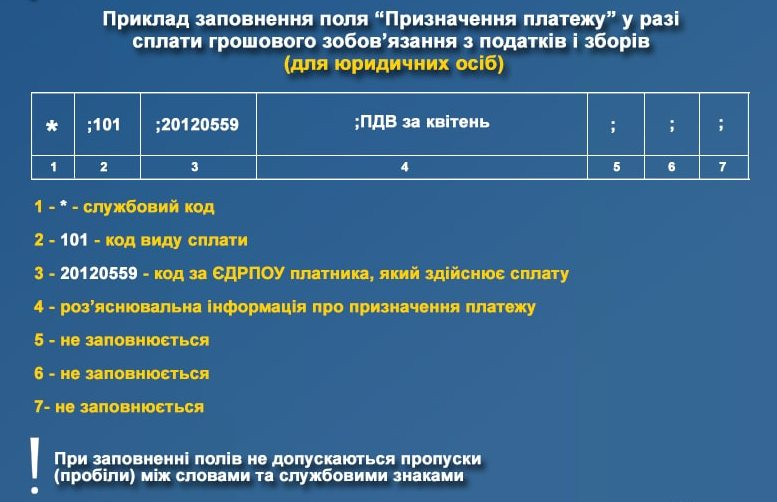 Приклад заповнення поля “Призначення платежу” у разі
сплати грошового зобов’язання з податків і зборів
(для юридичних осіб)
* ;101 ;20120559 ;ПДВ за квітень ; ; ;
1 2 3 4 5 6 7
1 - * - службовий код
2 - 101 - код виду сплати
3 - 20120559 - код за ЄДРПОУ платника, який здійснює сплату
4 - роз’яснювальна інформація про призначення платежу
5 - не заповнюється
6 - не заповнюється
7- не заповнюється
! При заповненні полів не допускаються пропуски
(пробіли) між словами та службовими знаками